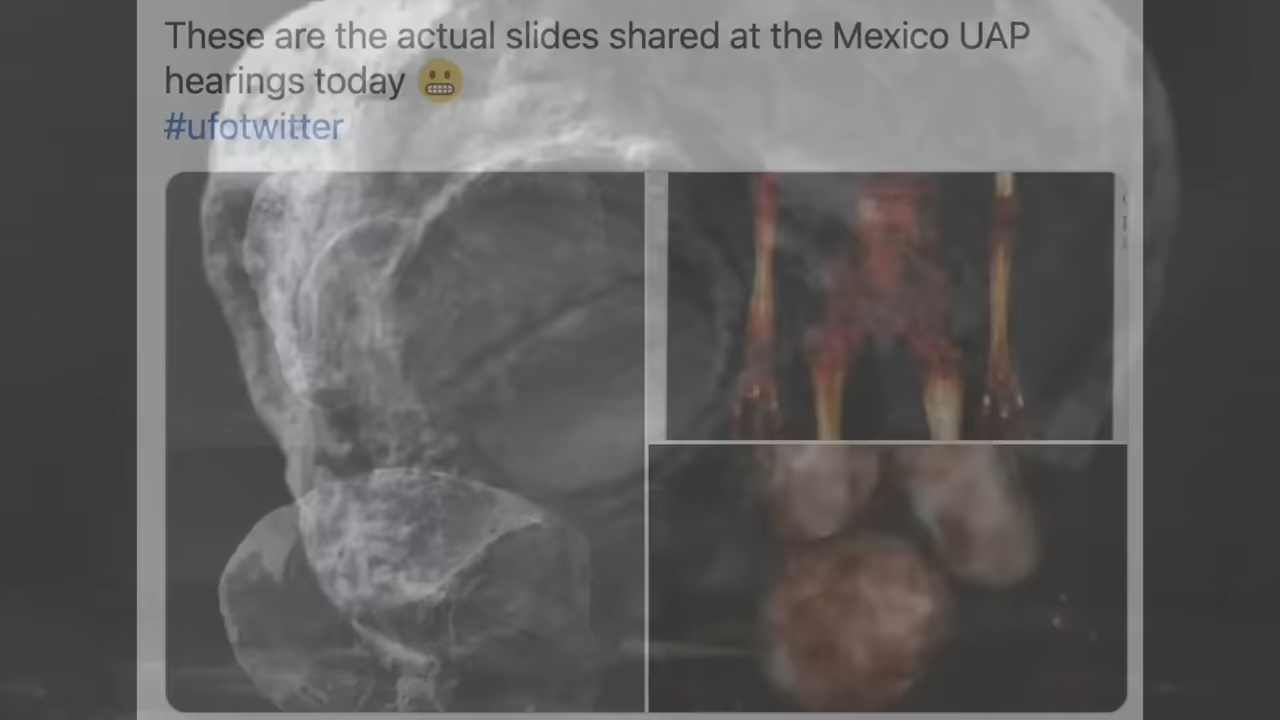 These are the actual slides shared at the Mexico UAP
hearings today 😬
#ufotwitter